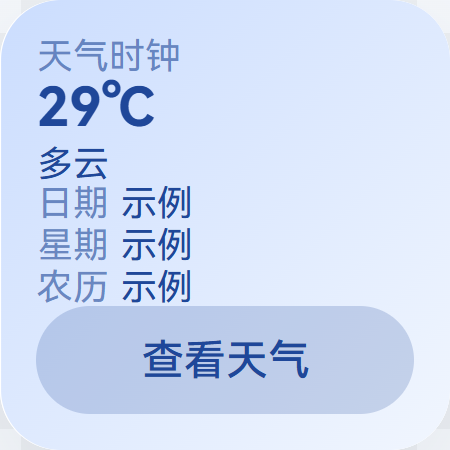 天气时钟
29℃
多云
日期 示例
星期 示例
农历 示例
查看天气